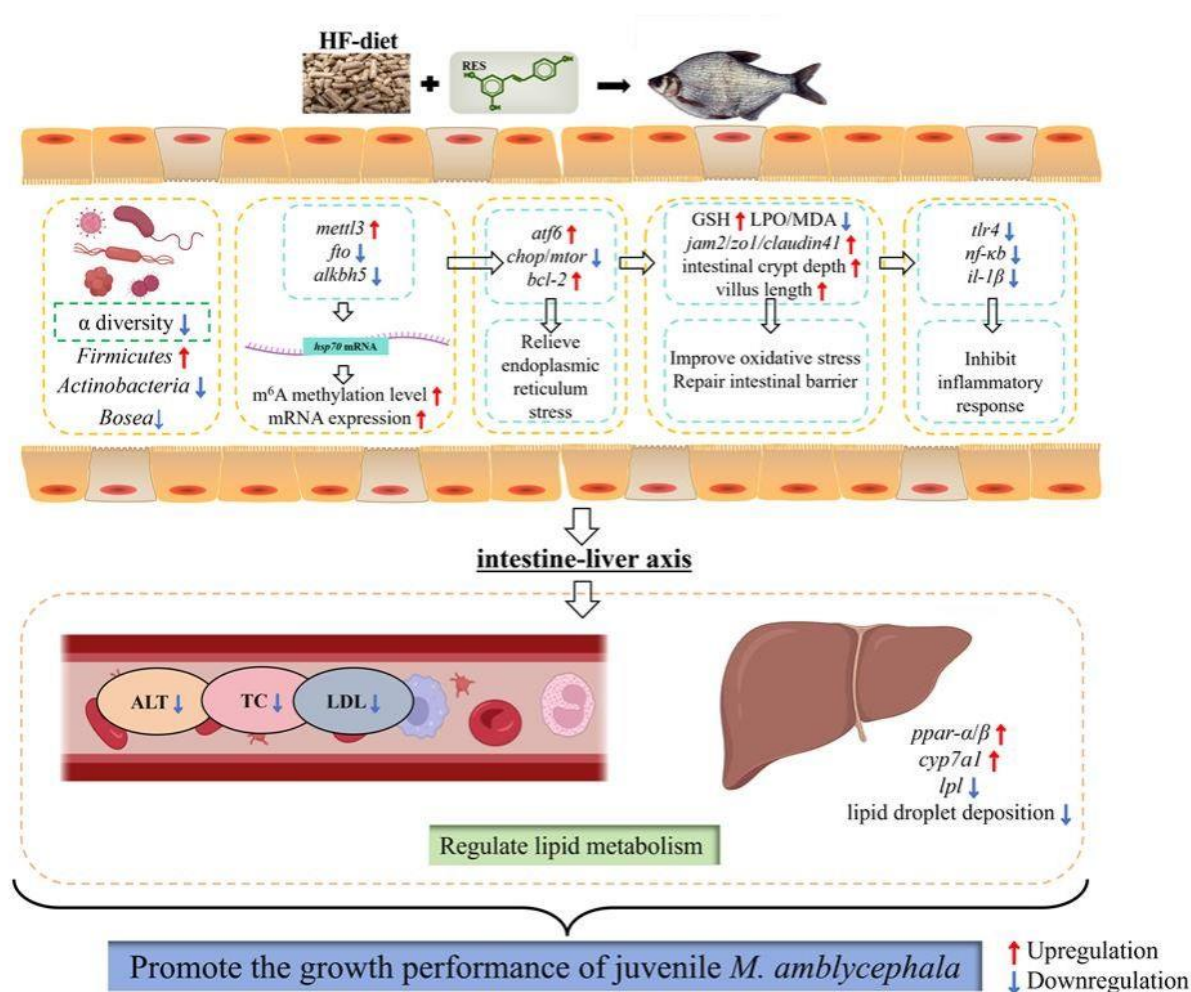 HF-diet
RES
OH
HO
OH
α diversity ↓
Firmicutes ↑
Actinobacteria ↓
Bosea ↓
mettl3 ↑
fto ↓
alkbh5 ↓
hsp70 mRNA
m⁶A methylation level ↑
mRNA expression ↑
atf6 ↑
chop/mtor ↓
bcl-2 ↑
Relieve
endoplasmic
reticulum
stress
GSH ↑ LPO/MDA ↓
jam2/zo1/claudin41 ↑
intestinal crypt depth ↑
villus length ↑
Improve oxidative stress
Repair intestinal barrier
tlr4 ↓
nf-κb ↓
il-1β ↓
Inhibit
inflammatory
response
intestine-liver axis
ALT ↓
TC ↓
LDL ↓
ppar-α/β ↑
cyp7a1 ↑
lpl ↓
lipid droplet deposition ↓
Regulate lipid metabolism
Promote the growth performance of juvenile M. amblycephala
↑ Upregulation
↓ Downregulation